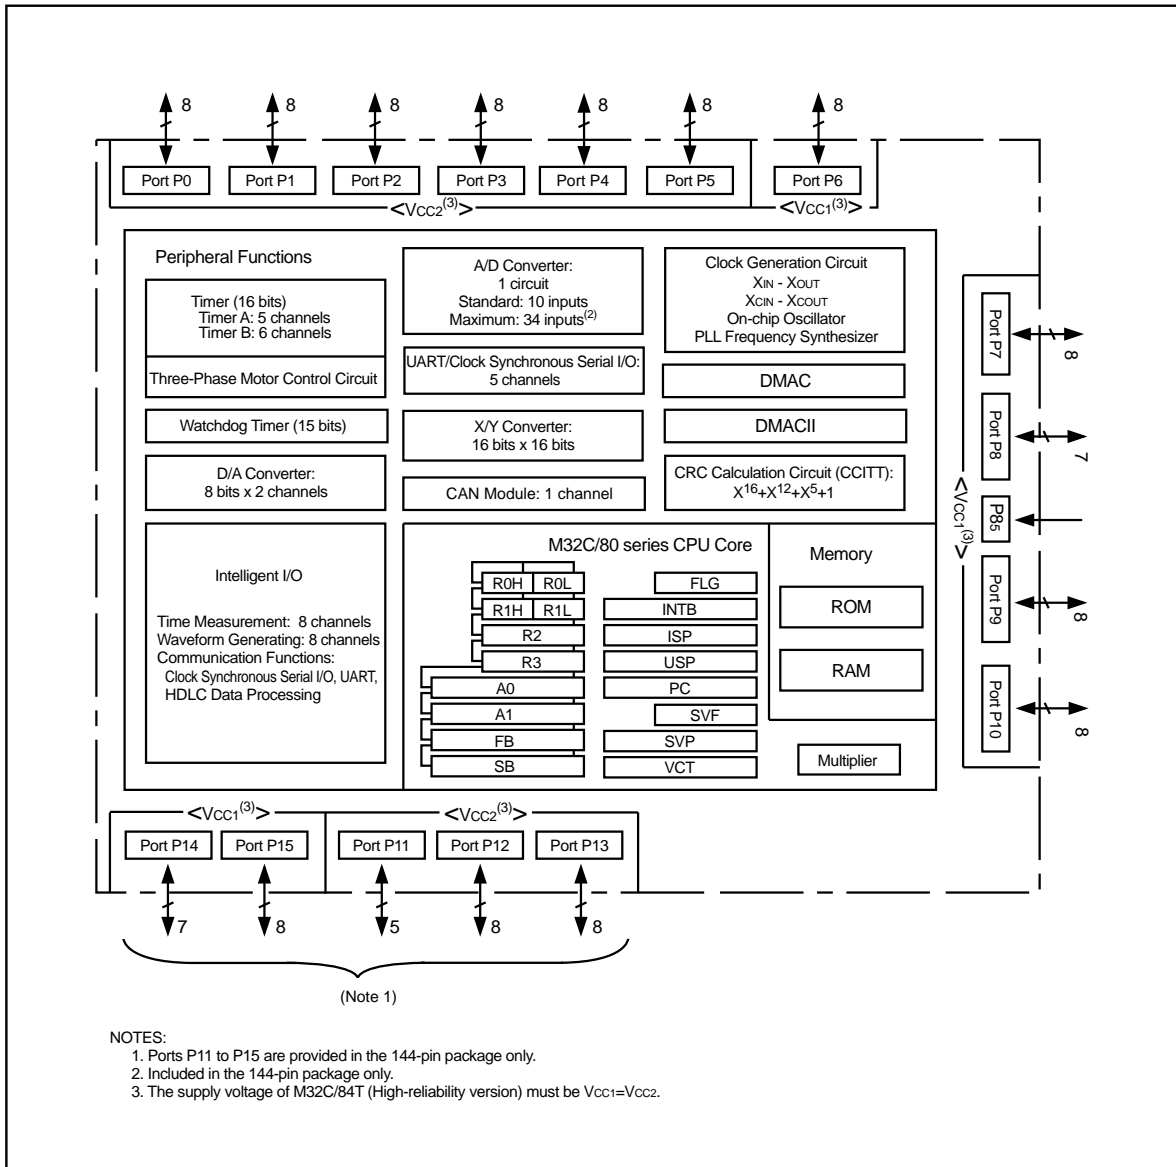 8 8 8 8 8 8 8
Port P0 Port P1 Port P2 Port P3 Port P4 Port P5 Port P6
<VCC2(3)> <VCC1(3)>
Peripheral Functions
Timer (16 bits)
Timer A: 5 channels
Timer B: 6 channels
Three-Phase Motor Control Circuit
Watchdog Timer (15 bits)
D/A Converter:
8 bits x 2 channels
Intelligent I/O
Time Measurement: 8 channels
Waveform Generating: 8 channels
Communication Functions:
Clock Synchronous Serial I/O, UART,
HDLC Data Processing
A/D Converter:
1 circuit
Standard: 10 inputs
Maximum: 34 inputs(2)
UART/Clock Synchronous Serial I/O:
5 channels
X/Y Converter:
16 bits x 16 bits
CAN Module: 1 channel
Clock Generation Circuit
XIN - XOUT
XCIN - XCOUT
On-chip Oscillator
PLL Frequency Synthesizer
DMAC
DMACII
CRC Calculation Circuit (CCITT):
X16+X12+X5+1
M32C/80 series CPU Core
R0H R0L
R1H R1L
R2
R3
A0
A1
FB
SB
FLG
INTB
ISP
USP
PC
SVF
SVP
VCT
Memory
ROM
RAM
Multiplier
<VCC1(3)>
Port P7 8
Port P8 7
P85
Port P9 8
Port P10 8
<VCC1(3)> <VCC2(3)>
Port P14 Port P15 Port P11 Port P12 Port P13
7 8 5 8 8
(Note 1)
NOTES:
1. Ports P11 to P15 are provided in the 144-pin package only.
2. Included in the 144-pin package only.
3. The supply voltage of M32C/84T (High-reliability version) must be VCC1=VCC2.